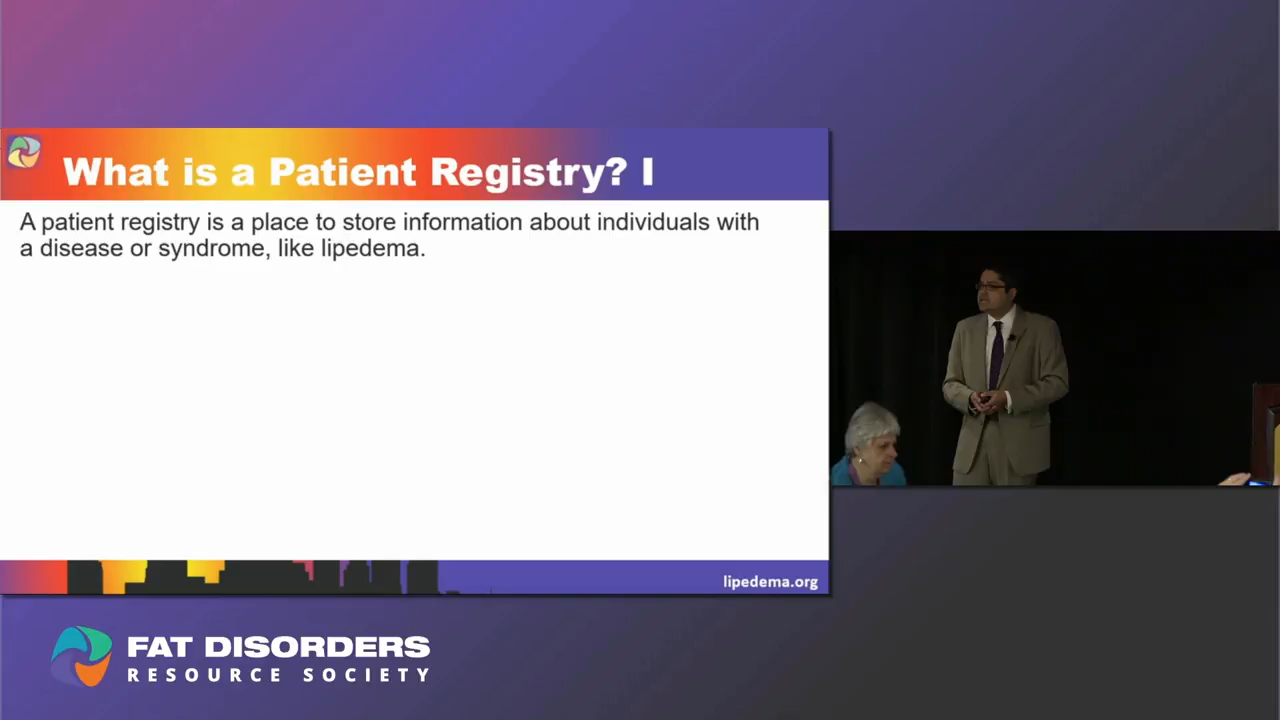 What is a Patient Registry? I
A patient registry is a place to store information about individuals with
a disease or syndrome, like lipedema.
lipedema.org
FAT DISORDERS
RESOURCE SOCIETY